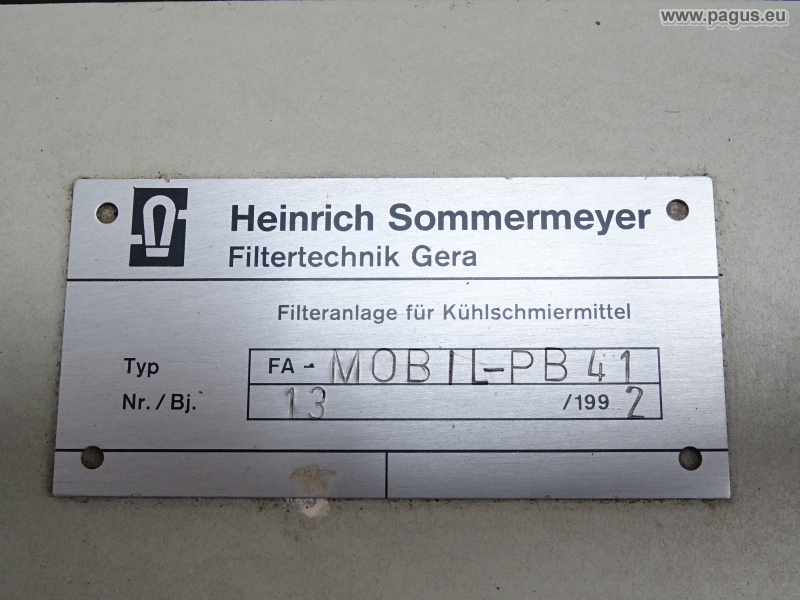 www.pagus.eu
Heinrich Sommermeyer
Filtertechnik Gera
Filteranlage für Kühlschmiermittel
Typ FA - MOBIL-PB 41
Nr./Bj. 13 /199 2